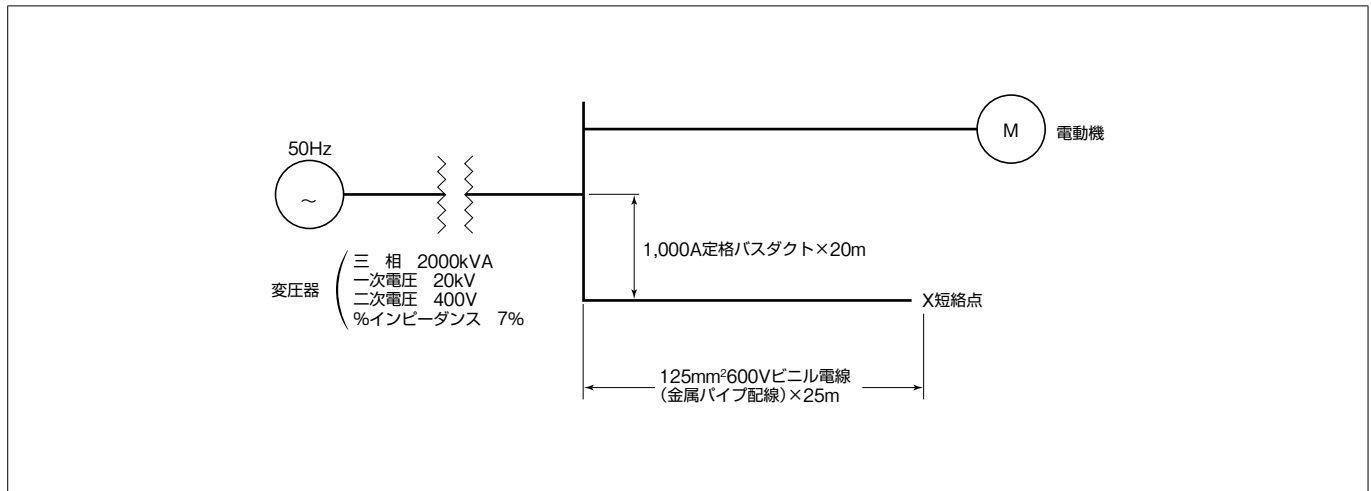 50Hz
～
M
電動機
1,000A定格バスダクト×20m
変圧器
三 相 2000kVA
一次電圧 20kV
二次電圧 400V
%インピーダンス 7%
X短絡点
125mm²600Vビニル電線
(金属パイプ配線)×25m